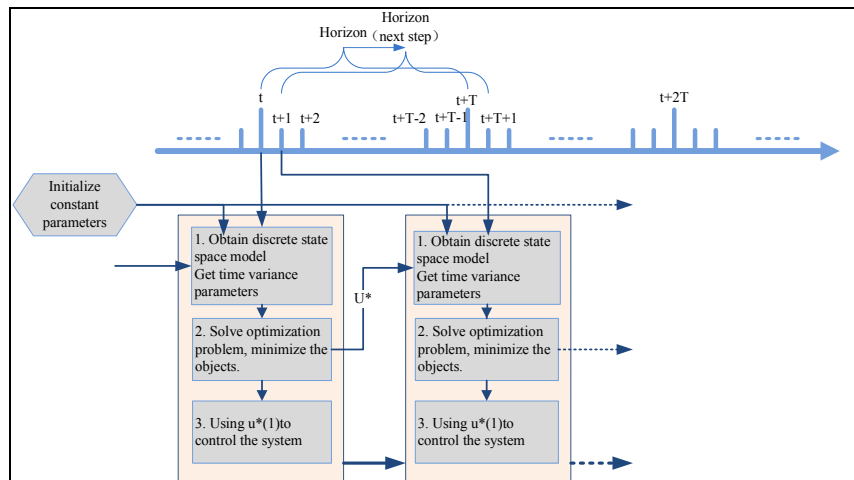 Horizon
Horizon（next step）
t
t+1
t+2
t+T-2
t+T-1
t+T
t+T+1
t+2T
Initialize
constant
parameters
1. Obtain discrete state
space model
Get time variance
parameters
2. Solve optimization
problem, minimize the
objects.
3. Using u*(1)to
control the system
U*
1. Obtain discrete state
space model
Get time variance
parameters
2. Solve optimization
problem, minimize the
objects.
3. Using u*(1)to
control the system